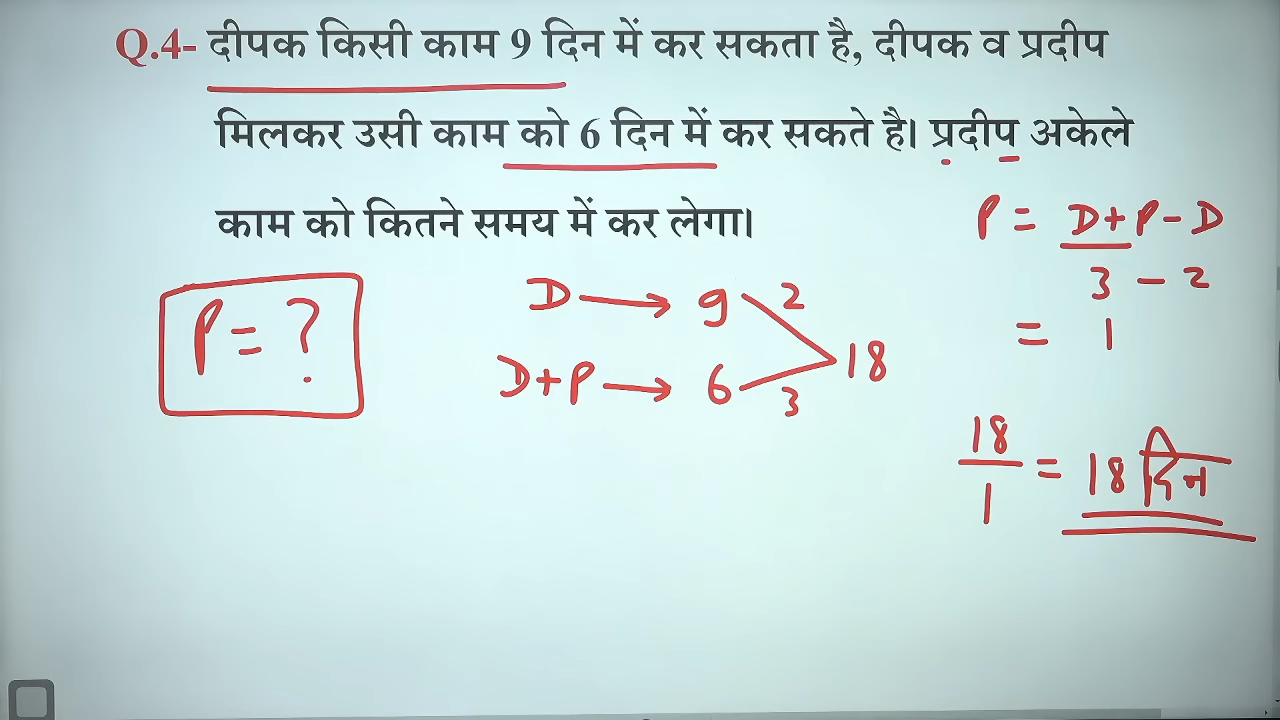 Q.4- दीपक किसी काम 9 दिन में कर सकता है, दीपक व प्रदीप
मिलकर उसी काम को 6 दिन में कर सकते है। प्रदीप अकेले
काम को कितने समय में कर लेगा।
P = D+P-D
3 - 2
= 1
P = ?
D → 9 2
18
D+P → 6 3
18/1 = 18 दिन